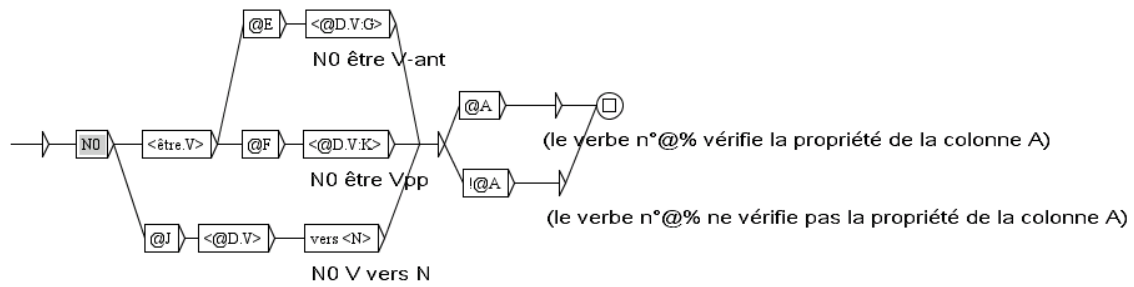 @E <@D.V:G>
N0 être V-ant
@A
N0 <être.V> @F <@D.V:K>
(le verbe n°@% vérifie la propriété de la colonne A)
N0 être Vpp
!@A
(le verbe n°@% ne vérifie pas la propriété de la colonne A)
@J <@D.V> vers <N>
N0 V vers N